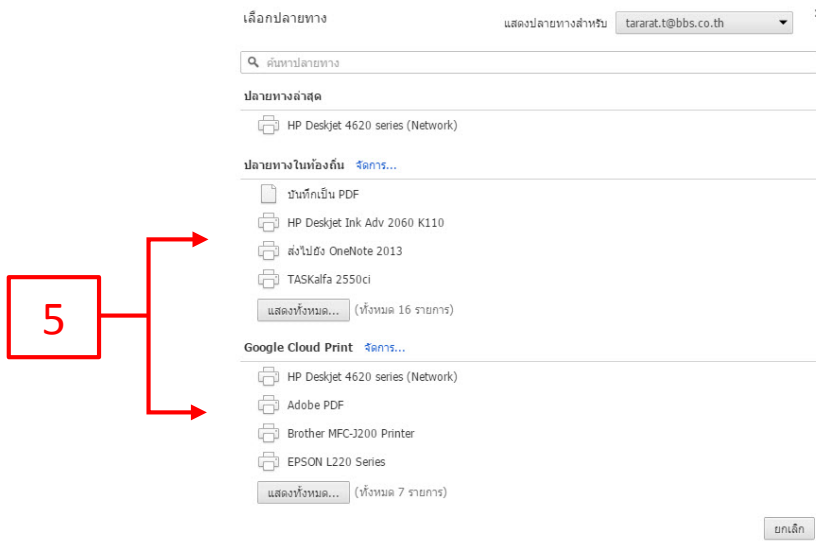 เลือกปลายทาง
แสดงปลายทางสำหรับ tararat.t@bbs.co.th
ค้นหาปลายทาง
ปลายทางล่าสุด
HP Deskjet 4620 series (Network)
ปลายทางในท้องถิ่น จัดการ...
บันทึกเป็น PDF
HP Deskjet Ink Adv 2060 K110
ส่งไปยัง OneNote 2013
TASKalfa 2550ci
แสดงทั้งหมด... (ทั้งหมด 16 รายการ)
5
Google Cloud Print จัดการ...
HP Deskjet 4620 series (Network)
Adobe PDF
Brother MFC-J200 Printer
EPSON L220 Series
แสดงทั้งหมด... (ทั้งหมด 7 รายการ)
ยกเลิก